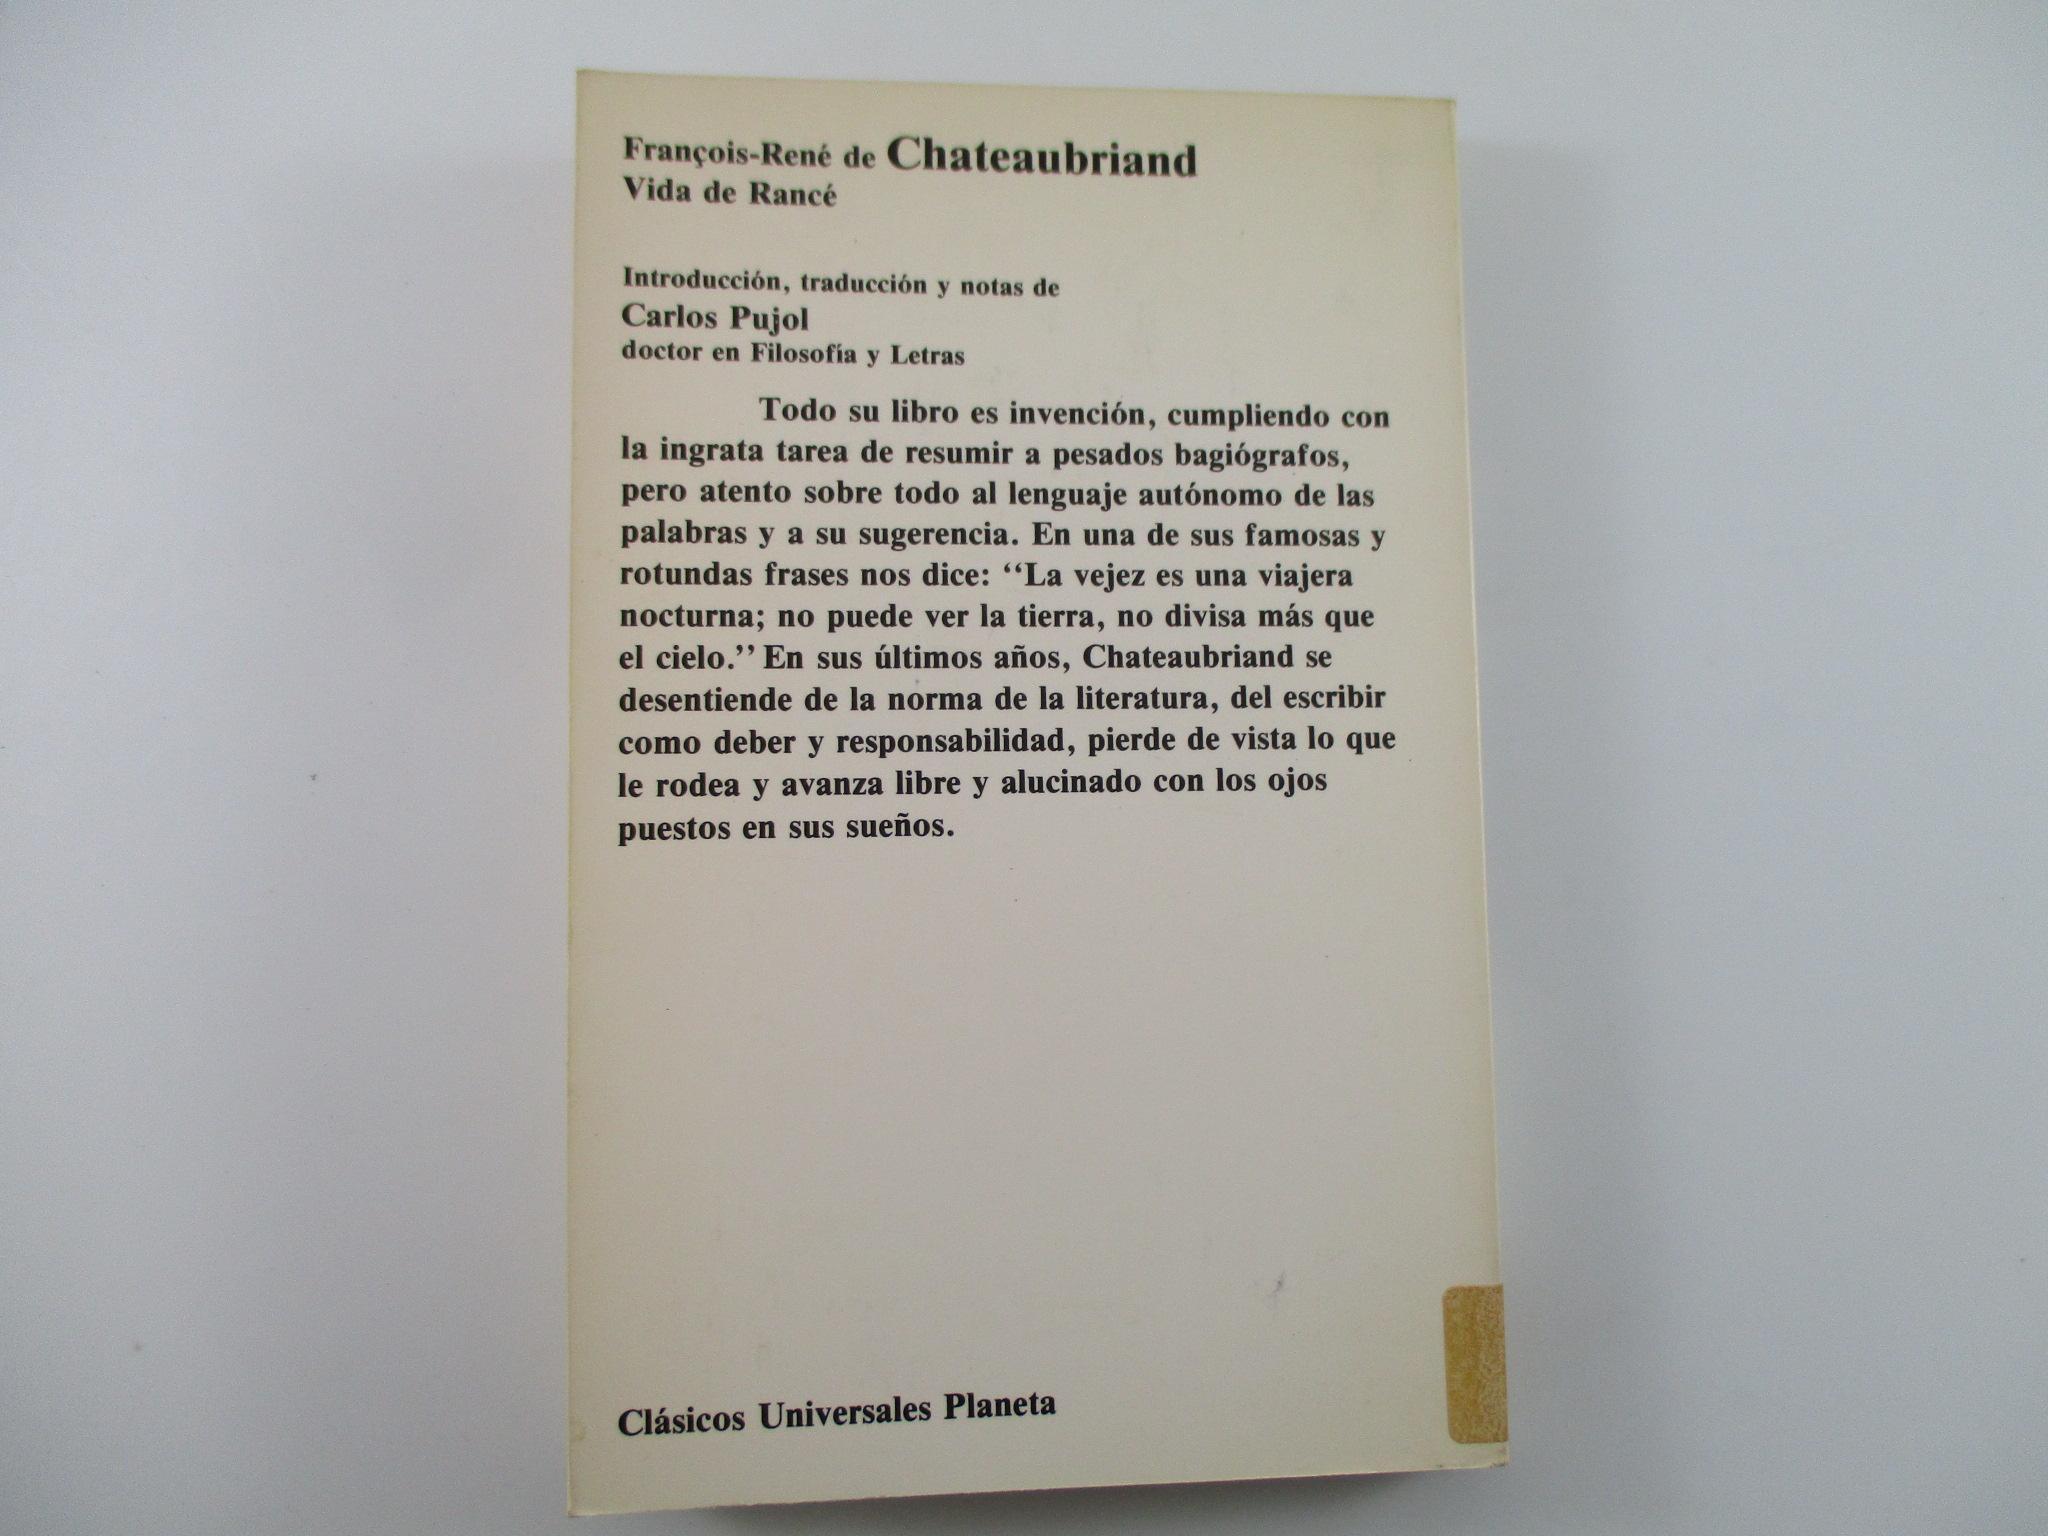 François-René de Chateaubriand
Vida de Rancé
Introducción, traducción y notas de
Carlos Pujol
doctor en Filosofía y Letras
Todo su libro es invención, cumpliendo con
la ingrata tarea de resumir a pesados bagiógrafos,
pero atento sobre todo al lenguaje autónomo de las
palabras y a su sugerencia. En una de sus famosas y
rotundas frases nos dice: “La vejez es una viajera
nocturna; no puede ver la tierra, no divisa más que
el cielo.” En sus últimos años, Chateaubriand se
desentiende de la norma de la literatura, del escribir
como deber y responsabilidad, pierde de vista lo que
le rodea y avanza libre y alucinado con los ojos
puestos en sus sueños.
Clásicos Universales Planeta